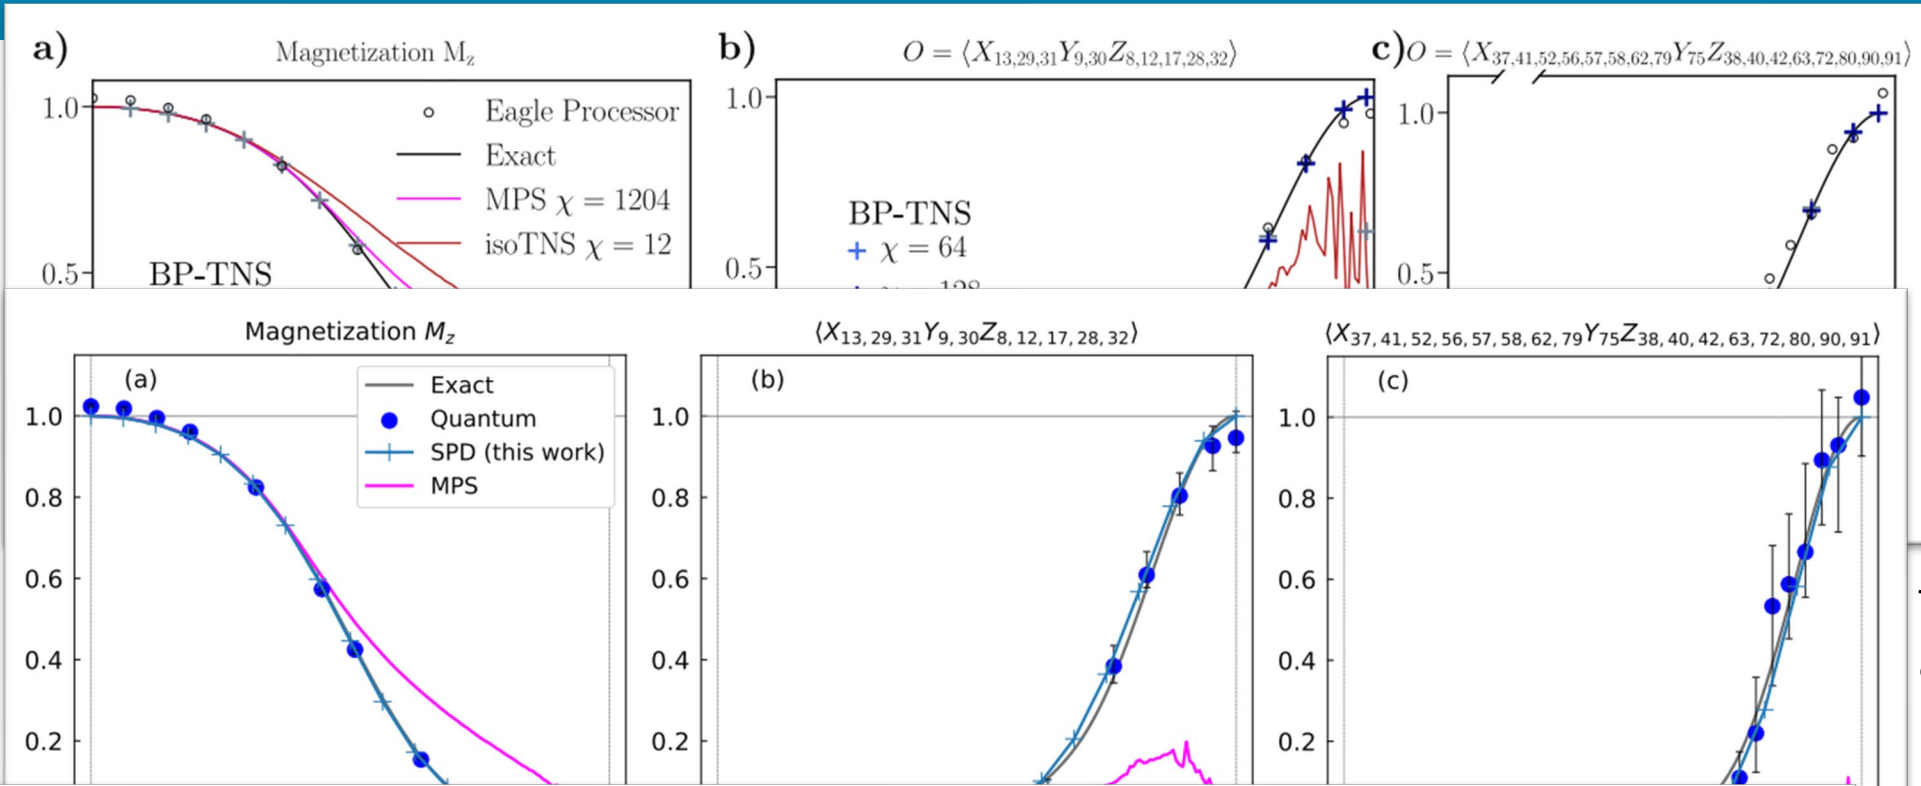 a) Magnetization M_z
1.0
0.5
Eagle Processor
Exact
MPS χ = 1204
isoTNS χ = 12
BP-TNS
b) O = ⟨X_{13,29,31}Y_{9,30}Z_{8,12,17,28,32}⟩
1.0
0.5
BP-TNS
χ = 64
c) O = ⟨X_{37,41,52,56,57,58,62,79}Y_{75}Z_{38,40,42,63,72,80,90,91}⟩
1.0
0.5
Magnetization M_z
(a)
Exact
Quantum
SPD (this work)
MPS
1.0
0.8
0.6
0.4
0.2
⟨X_{13,29,31}Y_{9,30}Z_{8,12,17,28,32}⟩
(b)
1.0
0.8
0.6
0.4
0.2
⟨X_{37,41,52,56,57,58,62,79}Y_{75}Z_{38,40,42,63,72,80,90,91}⟩
(c)
1.0
0.8
0.6
0.4
0.2